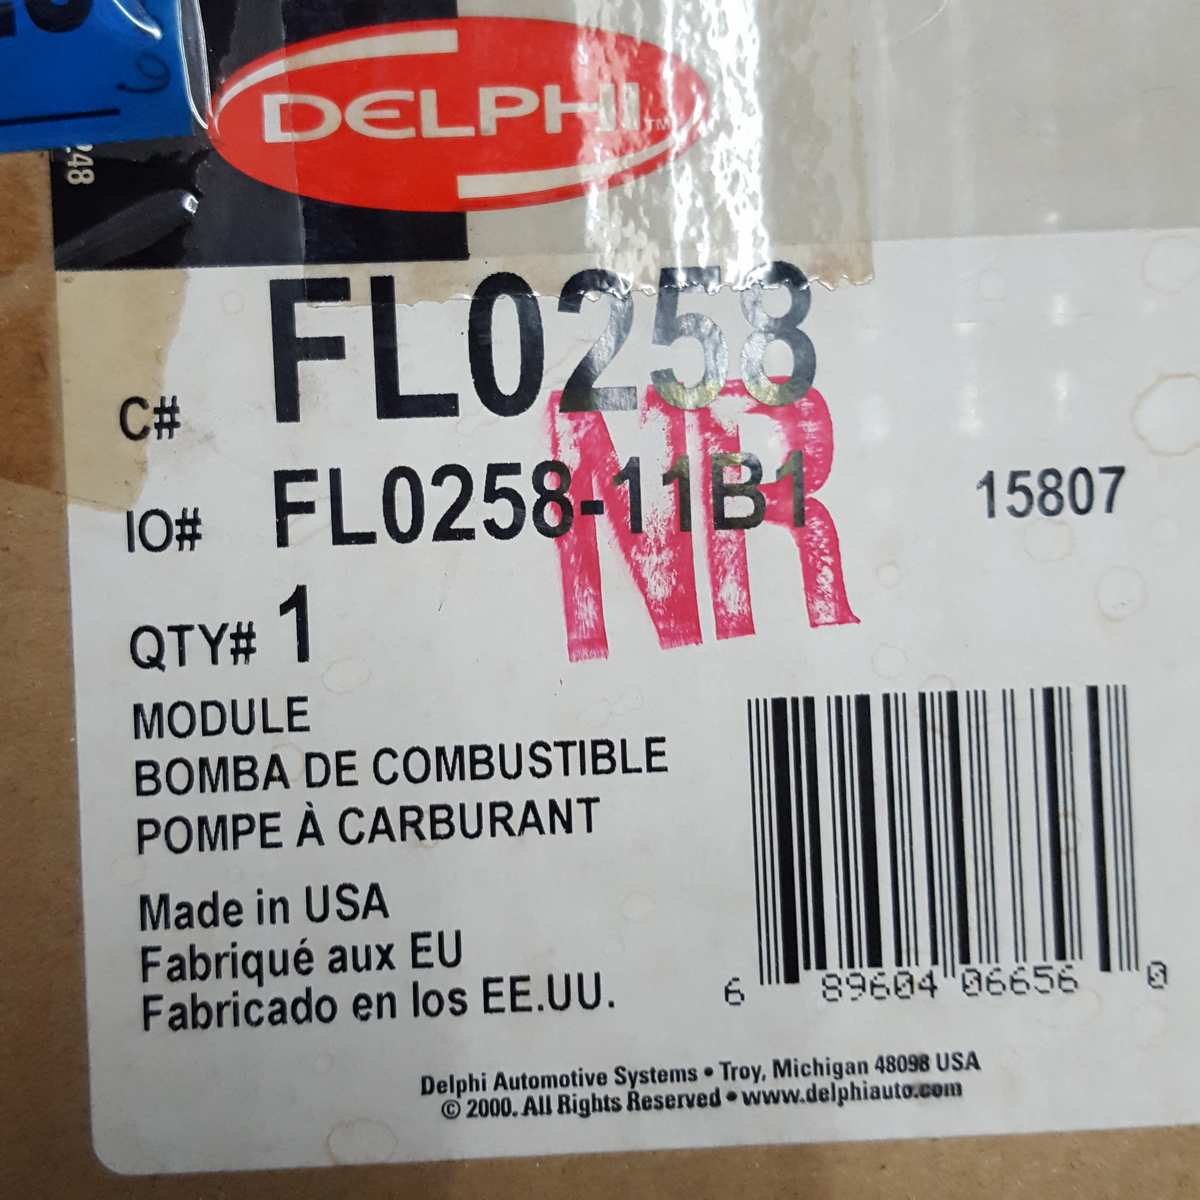 DELPHI™
248
FL0258
C#
NR
IO# FL0258-11B1 15807
QTY# 1
MODULE
BOMBA DE COMBUSTIBLE
POMPE À CARBURANT
Made in USA
Fabriqué aux EU
Fabricado en los EE.UU.
6 89604 06656 0
Delphi Automotive Systems • Troy, Michigan 48098 USA
© 2000. All Rights Reserved • www.delphiauto.com